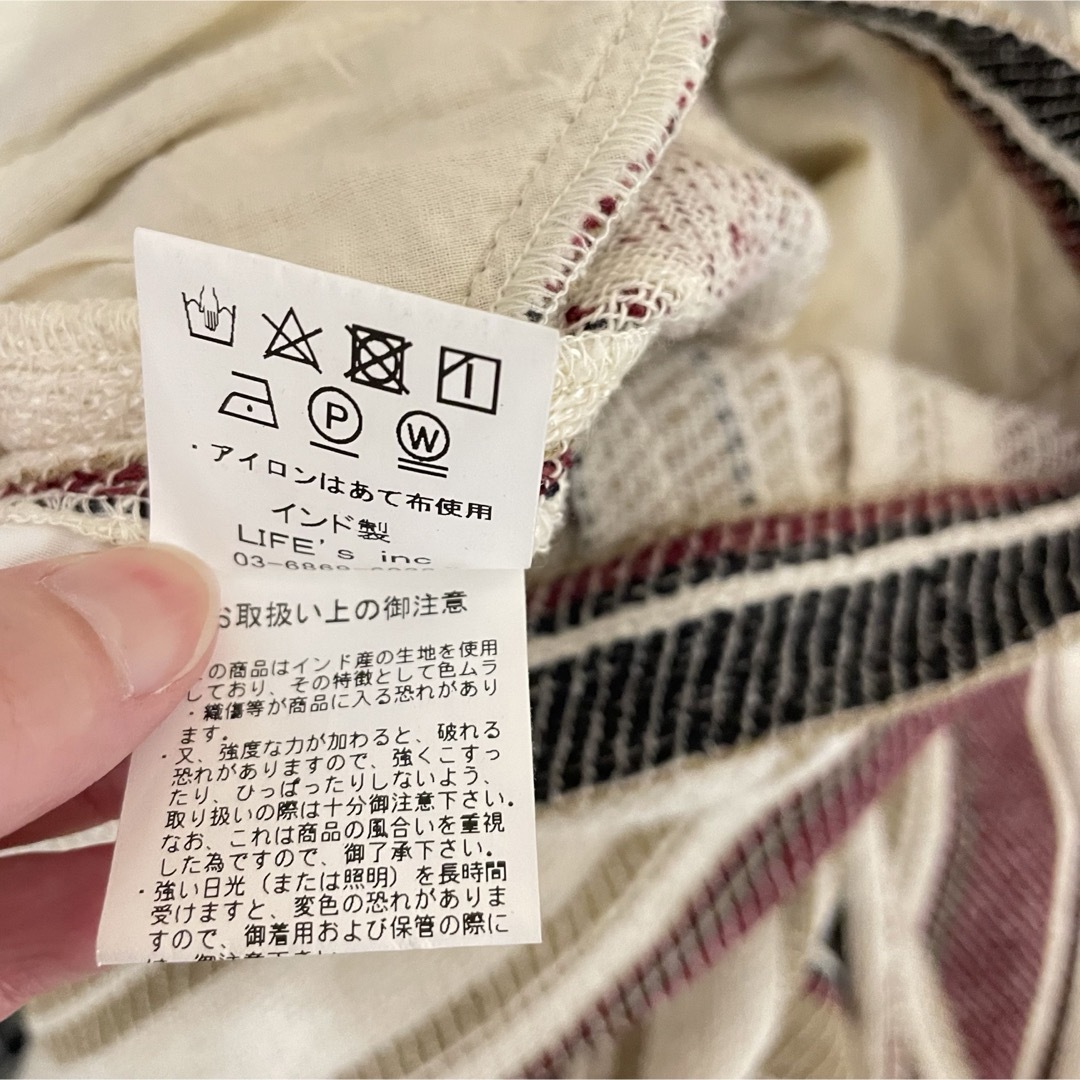 P W
・アイロンはあて布使用
インド製
LIFE's inc
03-6869-
取扱い上の御注意
の商品はインド産の生地を使用
しており、その特徴として色ムラ
・織傷等が商品に入る恐れがあり
ます。
・又、強度な力が加わると、破れる
恐れがありますので、強くこすっ
たり、ひっぱったりしないよう、
取り扱いの際は十分御注意下さい。
なお、これは商品の風合いを重視
した為ですので、御了承下さい。
・強い日光（または照明）を長時間
受けますと、変色の恐れがありま
すので、御着用および保管の際に
は、御注意下さい